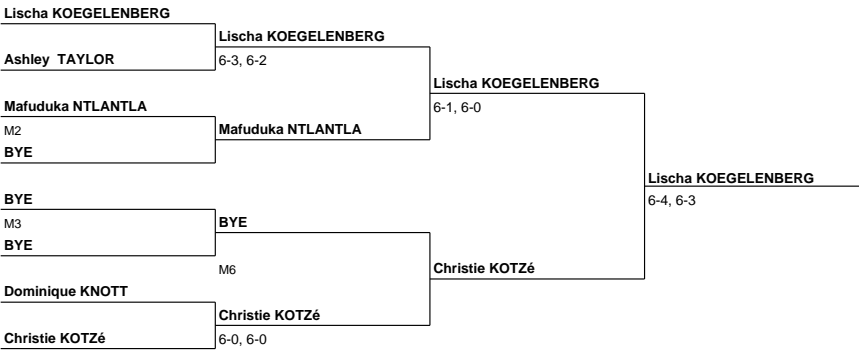 Lischa KOEGELENBERG
Lischa KOEGELENBERG
Ashley TAYLOR
6-3, 6-2
Lischa KOEGELENBERG
Mafuduka NTLANTLA
6-1, 6-0
M2
Mafuduka NTLANTLA
BYE
Lischa KOEGELENBERG
BYE
6-4, 6-3
M3
BYE
BYE
M6
Christie KOTZé
Dominique KNOTT
Christie KOTZé
Christie KOTZé
6-0, 6-0